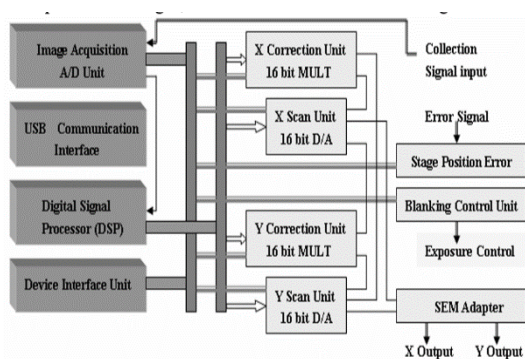 Image Acquisition
A/D Unit
USB Communication
Interface
Digital Signal
Processor (DSP)
Device Interface Unit
X Correction Unit
16 bit MULT
X Scan Unit
16 bit D/A
Y Correction Unit
16 bit MULT
Y Scan Unit
16 bit D/A
Collection
Signal input
Error Signal
Stage Position Error
Blanking Control Unit
Exposure Control
SEM Adapter
X Output Y Output